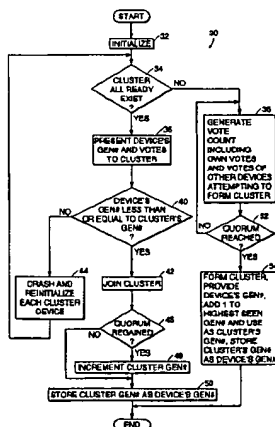 START
INITIALIZE
32
30
34
CLUSTER
ALL READY
EXIST
?
NO
YES
36
PRESENT DEVICE'S
GEN# AND VOTES
TO CLUSTER
38
GENERATE
VOTE
COUNT
INCLUDING
OWN VOTES
AND VOTES OF
OTHER DEVICES
ATTEMPTING TO
FORM CLUSTER
40
DEVICE'S
GEN# LESS THAN
OR EQUAL TO CLUSTER'S
GEN#
?
NO
YES
52
NO
QUORUM
REACHED
?
YES
54
44
CRASH AND
REINITIALIZE
EACH CLUSTER
DEVICE
42
JOIN CLUSTER
FORM CLUSTER,
PROVIDE
DEVICE'S GEN#,
ADD 1 TO
HIGHEST SEEN
GEN# AND USE
AS CLUSTER'S
GEN#, STORE
CLUSTER'S GEN#
AS DEVICE'S GEN#
NO
QUORUM
REGAINED
?
YES
INCREMENT CLUSTER GEN#
50
STORE CLUSTER GEN# AS DEVICE'S GEN#
END